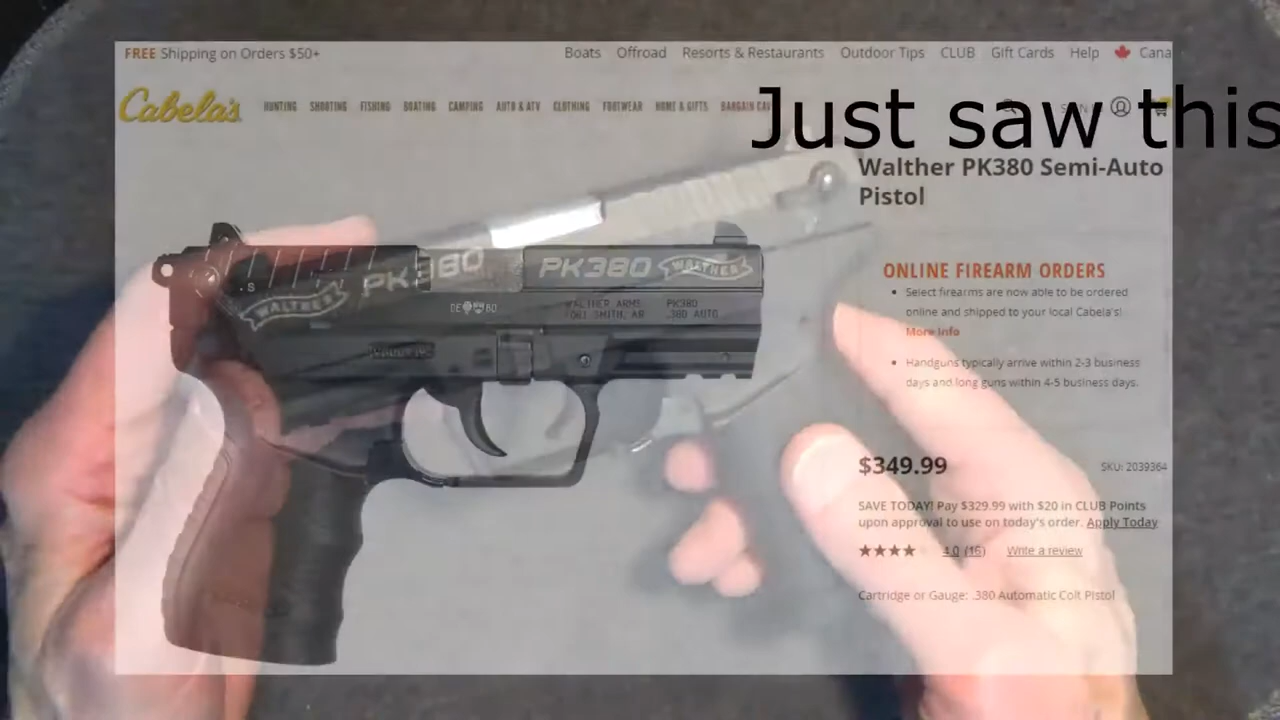 FREE Shipping on Orders $50+
Boats Offroad Resorts & Restaurants Outdoor Tips CLUB Gift Cards Help Cana
Cabela's
HUNTING SHOOTING FISHING BOATING CAMPING AUTO & ATV CLOTHING FOOTWEAR HOME & GIFTS BARGAIN CAV
Just saw this
Walther PK380 Semi-Auto
Pistol
PK380
WALTHER
PK380 WALTHER
S
WALTHER ARMS PK380
FORT SMITH, AR .380 AUTO
ONLINE FIREARM ORDERS
• Select firearms are now able to be ordered
online and shipped to your local Cabela's!
More Info
• Handguns typically arrive within 2-3 business
days and long guns within 4-5 business days.
$349.99
SKU: 2039364
SAVE TODAY! Pay $329.99 with $20 in CLUB Points
upon approval to use on today's order. Apply Today
4.0 (16) Write a review
Cartridge or Gauge: .380 Automatic Colt Pistol